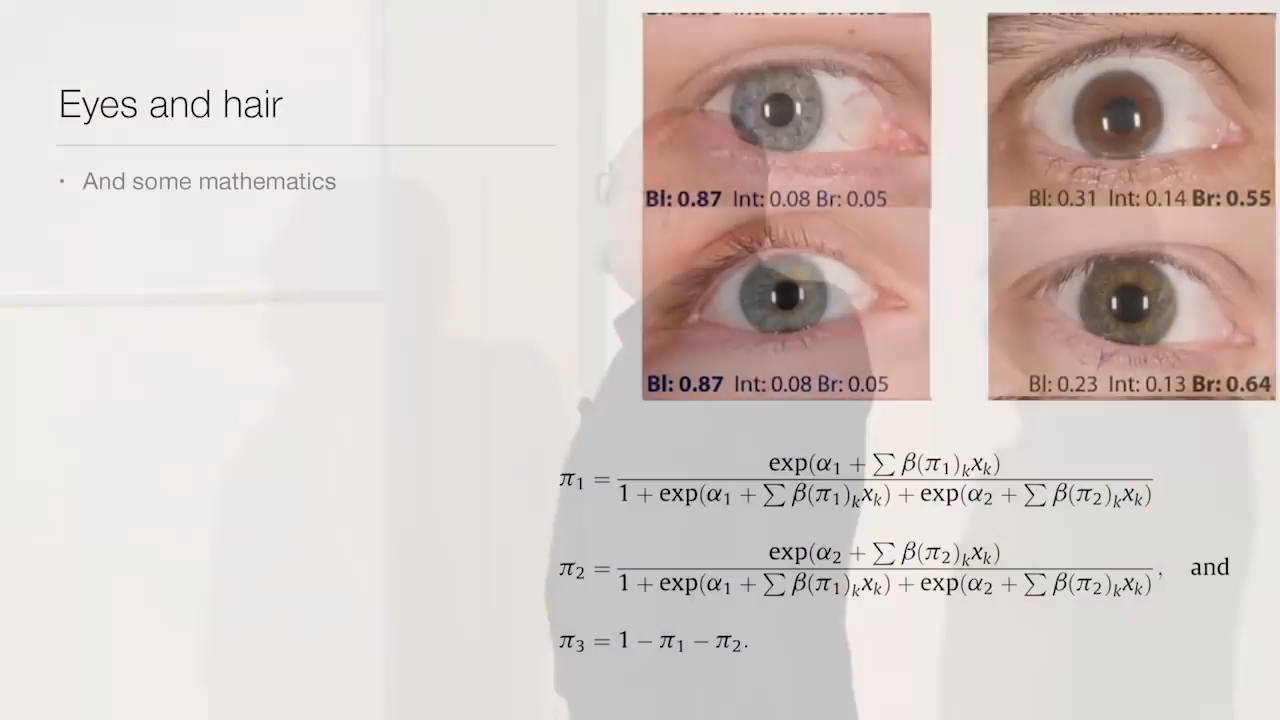 Eyes and hair
· And some mathematics
Bl: 0.87 Int: 0.08 Br: 0.05
Bl: 0.31 Int: 0.14 Br: 0.55
Bl: 0.87 Int: 0.08 Br: 0.05
Bl: 0.23 Int: 0.13 Br: 0.64
π₁ = exp(α₁ + ∑ β(π₁)ₖxₖ) / 1 + exp(α₁ + ∑ β(π₁)ₖxₖ) + exp(α₂ + ∑ β(π₂)ₖxₖ)
π₂ = exp(α₂ + ∑ β(π₂)ₖxₖ) / 1 + exp(α₁ + ∑ β(π₁)ₖxₖ) + exp(α₂ + ∑ β(π₂)ₖxₖ) , and
π₃ = 1 − π₁ − π₂.